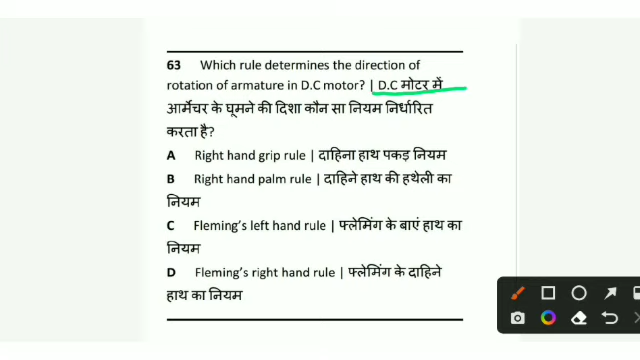 63 Which rule determines the direction of
rotation of armature in D.C motor? | D.C मोटर में
आर्मेचर के घूमने की दिशा कौन सा नियम निर्धारित
करता है?
A Right hand grip rule | दाहिना हाथ पकड़ नियम
B Right hand palm rule | दाहिने हाथ की हथेली का
नियम
C Fleming's left hand rule | फ्लेमिंग के बाएं हाथ का
नियम
D Fleming's right hand rule | फ्लेमिंग के दाहिने
हाथ का नियम